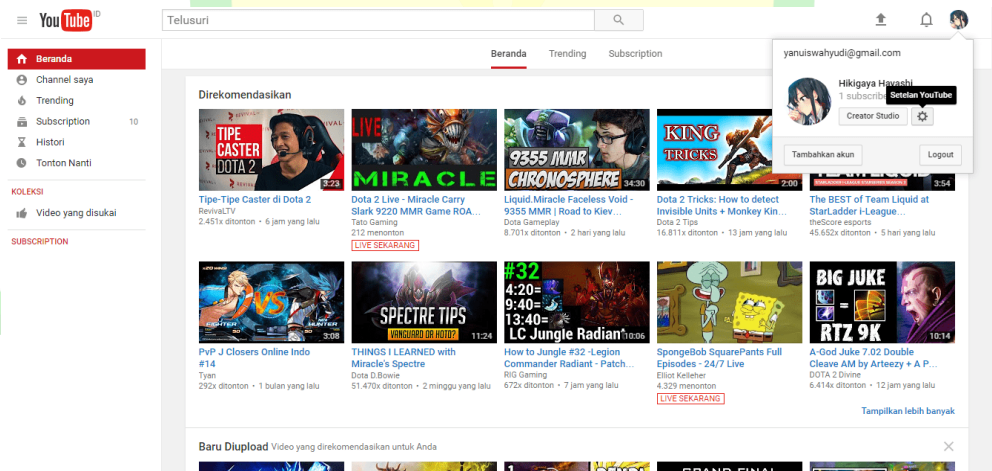 YouTube ID
Telusuri
Beranda
Channel saya
Trending
Subscription 10
Histori
Tonton Nanti
KOLEKSI
Video yang disukai
SUBSCRIPTION
Beranda Trending Subscription
yanuiswahyudi@gmail.com
Hikigaya Hayashi
1 subscribe
Setelan YouTube
Creator Studio
Tambahkan akun
Logout
Direkomendasikan
TIPE
CASTER
DOTA 2
3:23
Tipe-Tipe Caster di Dota 2
RevivalTV
2.451x ditonton • 6 jam yang lalu
LIVE
MIRACLE
Dota 2 Live - Miracle Carry
Slark 9220 MMR Game ROA...
Tato Gaming
212 menonton
LIVE SEKARANG
9355 MMR
CHRONOSPHERE
34:30
Liquid.Miracle Faceless Void -
9355 MMR | Road to Kiev...
Dota Gameplay
8.701x ditonton • 2 hari yang lalu
KING
TRICKS
2:00
Dota 2 Tricks: How to detect
Invisible Units + Monkey Kin...
Dota 2 Tips
16.811x ditonton • 13 jam yang lalu
3:54
The BEST of Team Liquid at
StarLadder i-League...
theScore esports
45.652x ditonton • 5 hari yang lalu
VS
FIGHTER
HUNTER
3:08
PvP J Closers Online Indo
#14
Tyan
292x ditonton • 1 bulan yang lalu
SPECTRE TIPS
VANGUARD OR HOTD?
11:24
THINGS I LEARNED with
Miracle's Spectre
Dota D.Bowie
51.470x ditonton • 2 minggu yang lalu
#32
4:20=
9:40=
13:40=
LC Jungle Radiant
10:06
How to Jungle #32 -Legion
Commander Radiant - Patch...
RIG Gaming
672x ditonton • 7 jam yang lalu
SpongeBob SquarePants Full
Episodes - 24/7 Live
Elliot Kelleher
4.329 menonton
LIVE SEKARANG
BIG JUKE
=
RTZ 9K
10:14
A-God Juke 7.02 Double
Cleave AM by Arteezy + A P...
DOTA 2 Divine
6.414x ditonton • 12 jam yang lalu
Tampilkan lebih banyak
Baru Diupload Video yang direkomendasikan untuk Anda